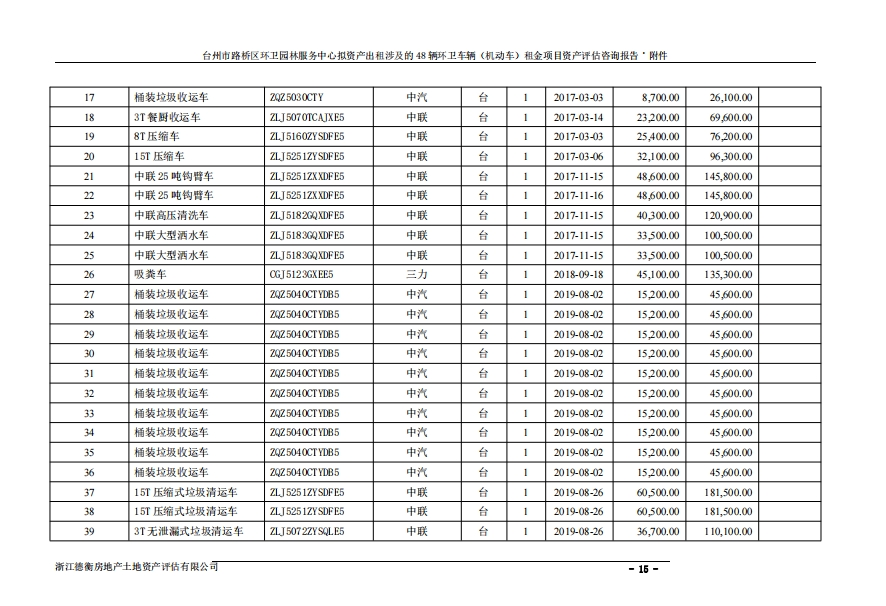 台州市路桥区环卫园林服务中心拟资产出租涉及的 48 辆环卫车辆（机动车）租金项目资产评估咨询报告·附件
17 桶装垃圾收运车 ZQZ5030CTY 中汽 台 1 2017-03-03 8,700.00 26,100.00
18 3T 餐厨收运车 ZLJ5070TCAJXE5 中联 台 1 2017-03-14 23,200.00 69,600.00
19 8T 压缩车 ZLJ5160ZYSDFE5 中联 台 1 2017-03-03 25,400.00 76,200.00
20 15T 压缩车 ZLJ5251ZYSDFE5 中联 台 1 2017-03-06 32,100.00 96,300.00
21 中联 25 吨钩臂车 ZLJ5251ZXXDFE5 中联 台 1 2017-11-15 48,600.00 145,800.00
22 中联 25 吨钩臂车 ZLJ5251ZXXDFE5 中联 台 1 2017-11-16 48,600.00 145,800.00
23 中联高压清洗车 ZLJ5182GQXDFE5 中联 台 1 2017-11-15 40,300.00 120,900.00
24 中联大型洒水车 ZLJ5183GQXDFE5 中联 台 1 2017-11-15 33,500.00 100,500.00
25 中联大型洒水车 ZLJ5183GQXDFE5 中联 台 1 2017-11-15 33,500.00 100,500.00
26 吸粪车 CGJ5123GXEE5 三力 台 1 2018-09-18 45,100.00 135,300.00
27 桶装垃圾收运车 ZQZ5040CTYDB5 中汽 台 1 2019-08-02 15,200.00 45,600.00
28 桶装垃圾收运车 ZQZ5040CTYDB5 中汽 台 1 2019-08-02 15,200.00 45,600.00
29 桶装垃圾收运车 ZQZ5040CTYDB5 中汽 台 1 2019-08-02 15,200.00 45,600.00
30 桶装垃圾收运车 ZQZ5040CTYDB5 中汽 台 1 2019-08-02 15,200.00 45,600.00
31 桶装垃圾收运车 ZQZ5040CTYDB5 中汽 台 1 2019-08-02 15,200.00 45,600.00
32 桶装垃圾收运车 ZQZ5040CTYDB5 中汽 台 1 2019-08-02 15,200.00 45,600.00
33 桶装垃圾收运车 ZQZ5040CTYDB5 中汽 台 1 2019-08-02 15,200.00 45,600.00
34 桶装垃圾收运车 ZQZ5040CTYDB5 中汽 台 1 2019-08-02 15,200.00 45,600.00
35 桶装垃圾收运车 ZQZ5040CTYDB5 中汽 台 1 2019-08-02 15,200.00 45,600.00
36 桶装垃圾收运车 ZQZ5040CTYDB5 中汽 台 1 2019-08-02 15,200.00 45,600.00
37 15T 压缩式垃圾清运车 ZLJ5251ZYSDFE5 中联 台 1 2019-08-26 60,500.00 181,500.00
38 15T 压缩式垃圾清运车 ZLJ5251ZYSDFE5 中联 台 1 2019-08-26 60,500.00 181,500.00
39 3T 无泄漏式垃圾清运车 ZLJ5072ZYSQLE5 中联 台 1 2019-08-26 36,700.00 110,100.00
浙江德衡房地产土地资产评估有限公司 - 15 -